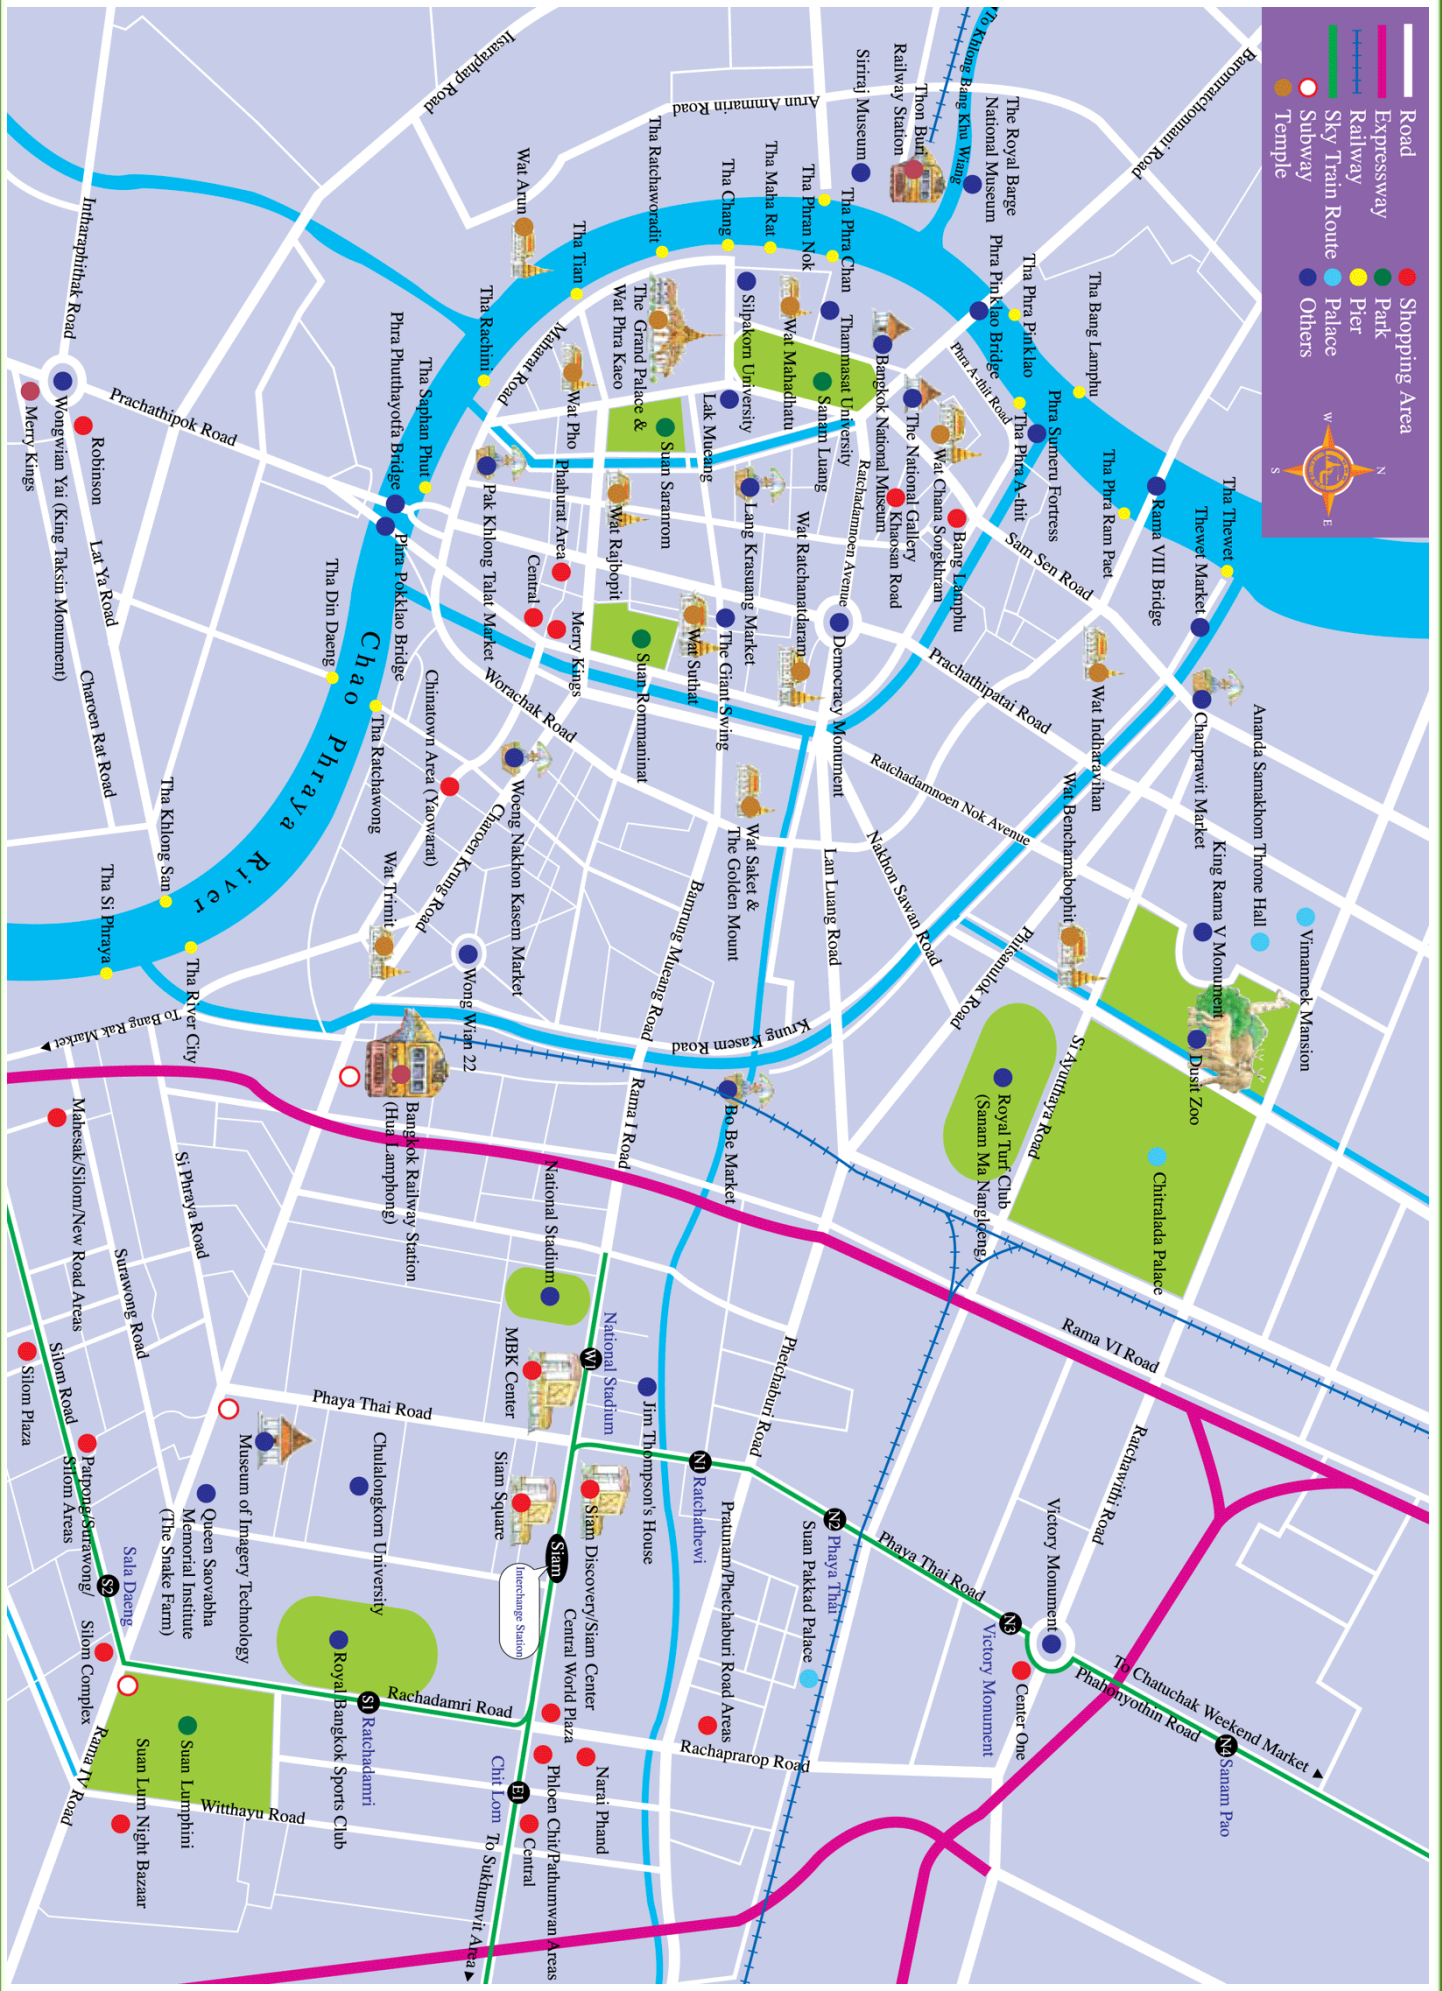 Road
Expressway
Railway
Sky Train Route
Subway
Temple
Shopping Area
Park
Pier
Palace
Others
N
E
S
W
To Khlong Bang Khu Wiang
Baromratchonnani Road
Itsaraphap Road
Arun Ammarin Road
Siriraj Museum
Thon Buri
Railway Station
The Royal Barge
National Museum
Tha Ratchaworadit
Tha Chang
Tha Maha Rat
Tha Phran Nok
Tha Phra Chan
Wat Arun
Tha Tian
Phra Pinklao Bridge
Tha Phra Pinklao
Tha Bang Lamphu
Inthara phithak Road
Wongwian Yai (King Taksin Monument)
Merry Kings
Robinson
Prachathipok Road
Lat Ya Road
Charoen Rat Road
Phra Phutthayotfa Bridge
Tha Saphan Phut
Tha Rachini
Maharat Road
Wat Pho
The Grand Palace &
Wat Phra Kaeo
Silpakorn University
Wat Mahadhatu
Thammasat University
Sanam Luang
Lak Mueang
Bangkok National Museum
The National Gallery
Phra A-thit Road
Tha Phra A-thit
Phra Sumeru Fortress
Wat Chana Songkhram
Khaosan Road
Bang Lamphu
Tha Phra Ram Paet
Rama VIII Bridge
Thewet Market
Tha Thewet
Sam Sen Road
Pak Khlong Talat Market
Phahurat Area
Central
Merry Kings
Suan Saranrom
Wat Rajbopit
Lang Krasuang Market
The Giant Swing
Wat Suthat
Suan Rommaninat
Wat Ratchanadaram
Ratchadamnoen Avenue
Democracy Monument
Prachathipatai Road
Wat Indharavihan
Chanprawit Market
Phra Pokklao Bridge
Tha Din Daeng
Chao Phraya River
Tha Ratchawong
Chinatown Area (Yaowarat)
Worachak Road
Woeng Nakhon Kasem Market
Charoen Krung Road
Wat Trimit
Wong Wian 22
Tha Khlong San
Tha Si Phraya
Tha River City
To Bang Rak Market
Wat Saket &
The Golden Mount
Bamrung Mueang Road
Lan Luang Road
Nakhon Sawan Road
Ratchadamnoen Nok Avenue
Phitsanulok Road
Krung Kasem Road
Wat Benchamabophit
Ananda Samakhom Throne Hall
King Rama V Monument
Vimanmek Mansion
Dusit Zoo
Chitralada Palace
Si Ayutthaya Road
Royal Turf Club
(Sanam Ma Nangloeng)
Bo Be Market
Rama I Road
Bangkok Railway Station
(Hua Lamphong)
National Stadium
Mahesak/Silom/New Road Areas
Si Phraya Road
Surawong Road
Silom Road
Silom Plaza
Patpong/Surawong/
Silom Areas
Sala Daeng
S2
Silom Complex
Rama IV Road
Phaya Thai Road
MBK Center
W1
National Stadium
Jim Thompson's House
Phetchaburi Road
Rama VI Road
Ratchawithi Road
Museum of Imagery Technology
Queen Saovabha
Memorial Institute
(The Snake Farm)
Chulalongkorn University
Siam Square
Siam
Interchange Station
Siam Discovery/Siam Center
Central World Plaza
N1
Ratchathewi
Pratunam/Phetchaburi Road Areas
N2
Phaya Thai
Suan Pakkad Palace
Phaya Thai Road
N3
Victory Monument
Victory Monument
Center One
Phahonyothin Road
To Chatuchak Weekend Market
N4
Sanam Pao
Royal Bangkok Sports Club
Rachadamri Road
S1
Ratchadamri
Suan Lumphini
Suan Lum Night Bazaar
Witthayu Road
Chit Lom
E1
Central
Phloen Chit/Pathumwan Areas
Narai Phand
Rachaprarop Road
To Sukhumvit Area